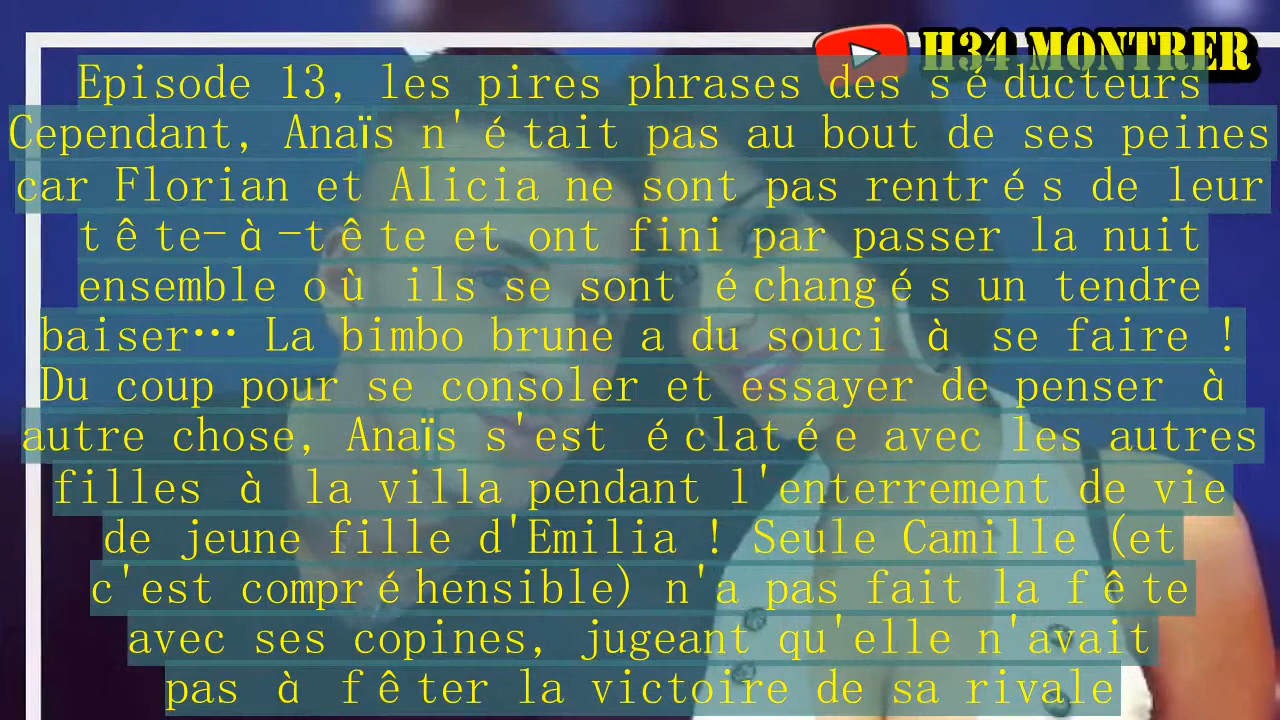 H34 MONTRER
Episode 13, les pires phrases des séducteurs
Cependant, Anaïs n'était pas au bout de ses peines
car Florian et Alicia ne sont pas rentrés de leur
tête-à-tête et ont fini par passer la nuit
ensemble où ils se sont échangés un tendre
baiser… La bimbo brune a du souci à se faire !
Du coup pour se consoler et essayer de penser à
autre chose, Anaïs s'est éclatée avec les autres
filles à la villa pendant l'enterrement de vie
de jeune fille d'Emilia ! Seule Camille (et
c'est compréhensible) n'a pas fait la fête
avec ses copines, jugeant qu'elle n'avait
pas à fêter la victoire de sa rivale